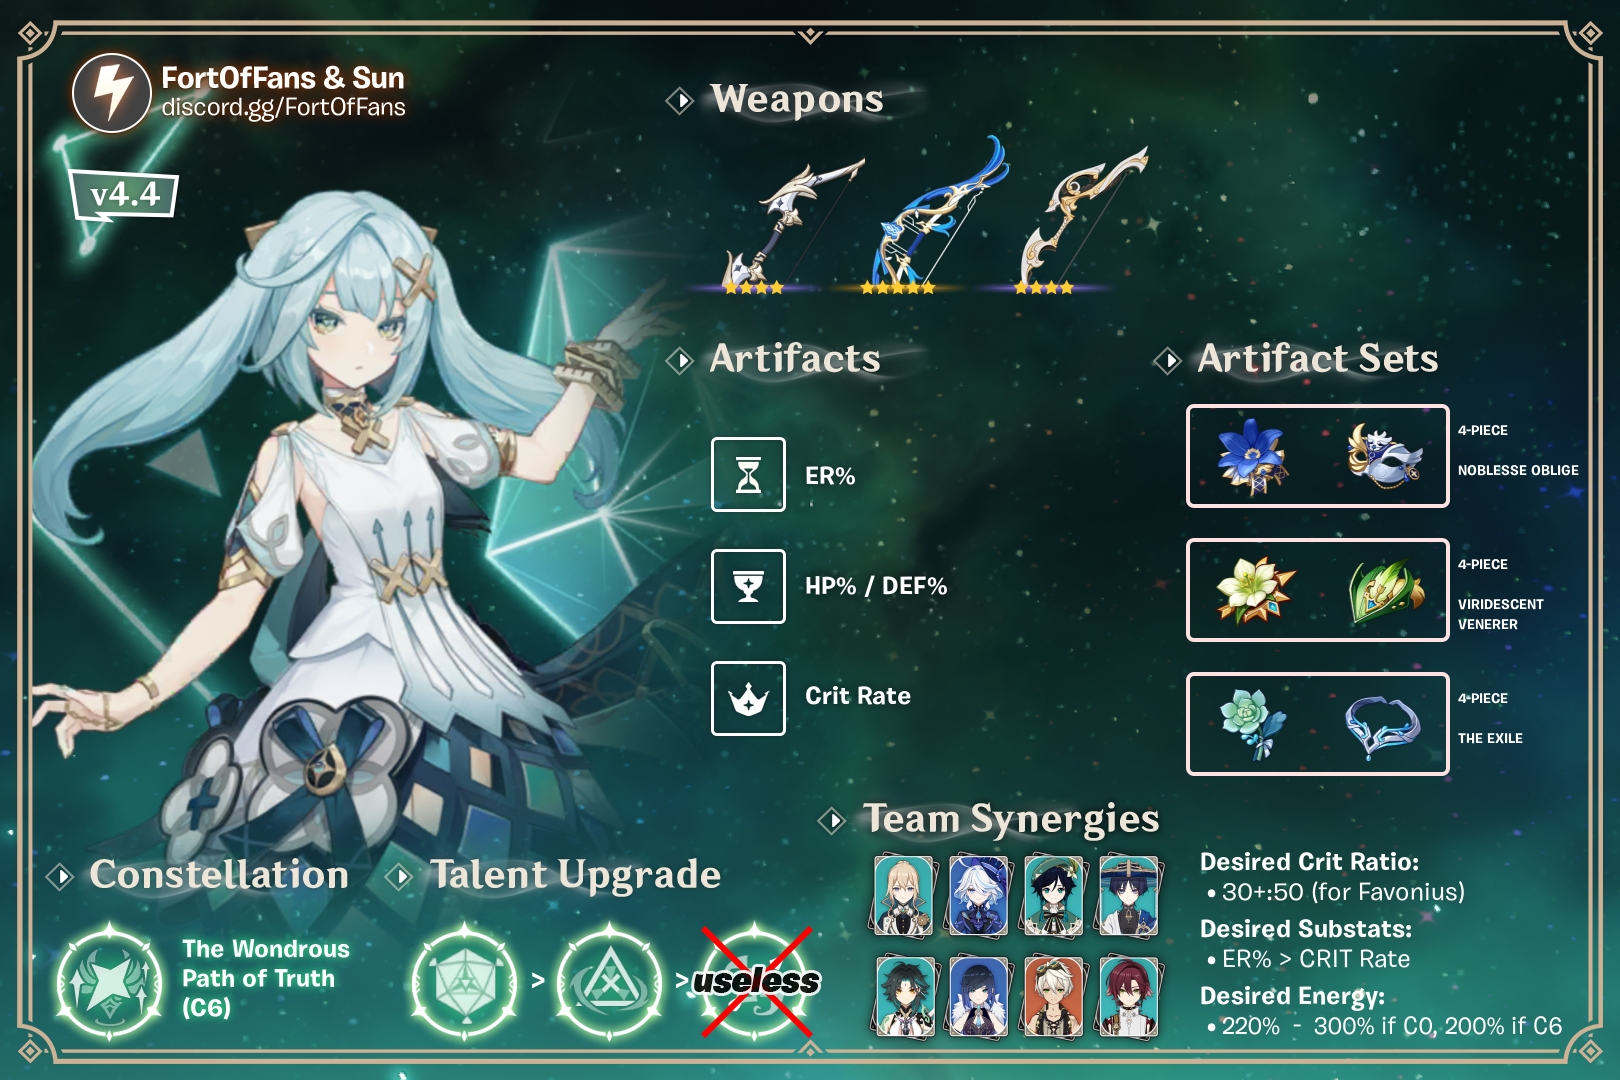 FortOfFans & Sun
discord.gg/FortOfFans
v4.4
Weapons
Artifacts
ER%
HP% / DEF%
Crit Rate
Artifact Sets
4-PIECE
NOBLESSE OBLIGE
4-PIECE
VIRIDESCENT
VENERER
4-PIECE
THE EXILE
Constellation
The Wondrous
Path of Truth
(C6)
Talent Upgrade
> > useless
Team Synergies
Desired Crit Ratio:
• 30+:50 (for Favonius)
Desired Substats:
• ER% > CRIT Rate
Desired Energy:
• 220% - 300% if C0, 200% if C6